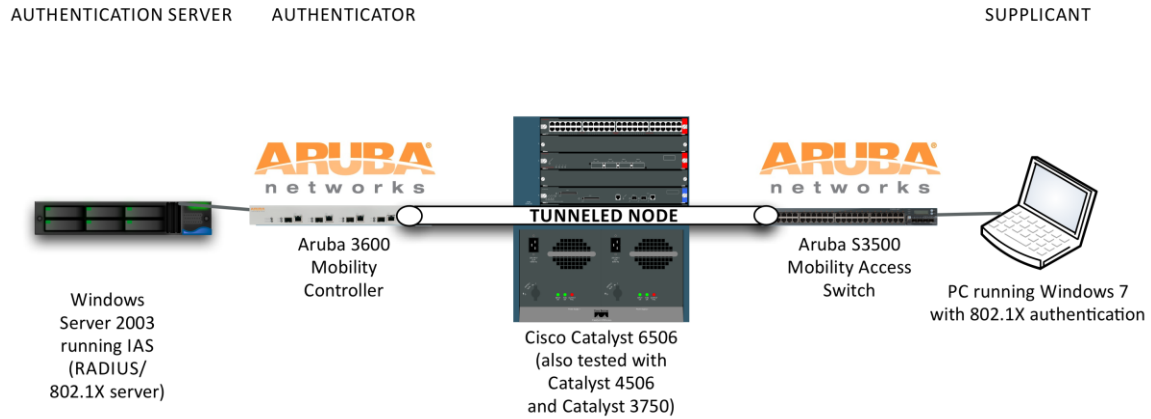 AUTHENTICATION SERVER
AUTHENTICATOR
SUPPLICANT
ARUBA
networks
ARUBA
networks
TUNNELED NODE
Aruba 3600
Mobility
Controller
Aruba S3500
Mobility Access
Switch
Windows
Server 2003
running IAS
(RADIUS/
802.1X server)
Cisco Catalyst 6506
(also tested with
Catalyst 4506
and Catalyst 3750)
PC running Windows 7
with 802.1X authentication